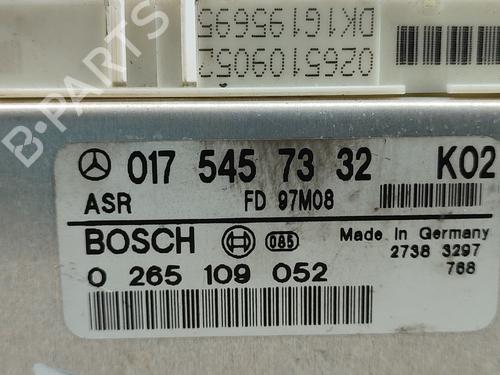 0265109052
DK1G195695
017 545 73 32 K02
ASR FD 97M08
BOSCH 085 Made in Germany
2738 3297
0 265 109 052 768
B-PARTS